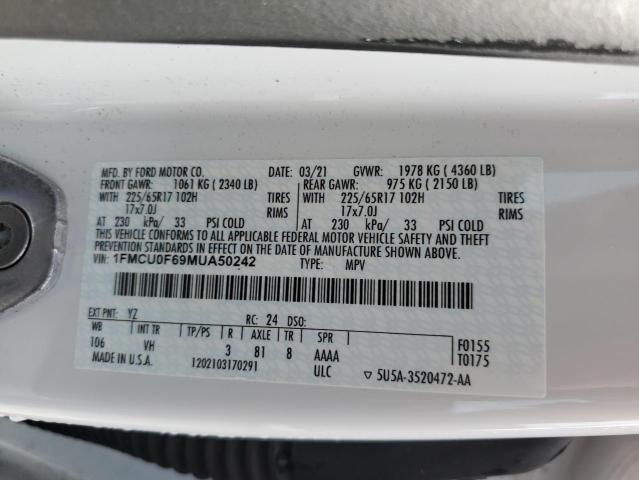 MFD. BY FORD MOTOR CO. DATE: 03/21 GVWR: 1978 KG ( 4360 LB)
FRONT GAWR: 1061 KG ( 2340 LB) REAR GAWR: 975 KG ( 2150 LB)
WITH 225/65R17 102H TIRES WITH 225/65R17 102H TIRES
17x7.0J RIMS 17x7.0J RIMS
AT 230 kPa/ 33 PSI COLD AT 230 kPa/ 33 PSI COLD
THIS VEHICLE CONFORMS TO ALL APPLICABLE FEDERAL MOTOR VEHICLE SAFETY AND THEFT
PREVENTION STANDARDS IN EFFECT ON THE DATE OF MANUFACTURE SHOWN ABOVE.
VIN: 1FMCU0F69MUA50242 TYPE: MPV
EXT PNT: YZ RC: 24 DSO:
WB INT TR TP/PS R AXLE TR SPR F0155
106 VH 3 81 8 AAAA T0175
MADE IN U.S.A. 1202103170291 ULC ▽ 5U5A-3520472-AA